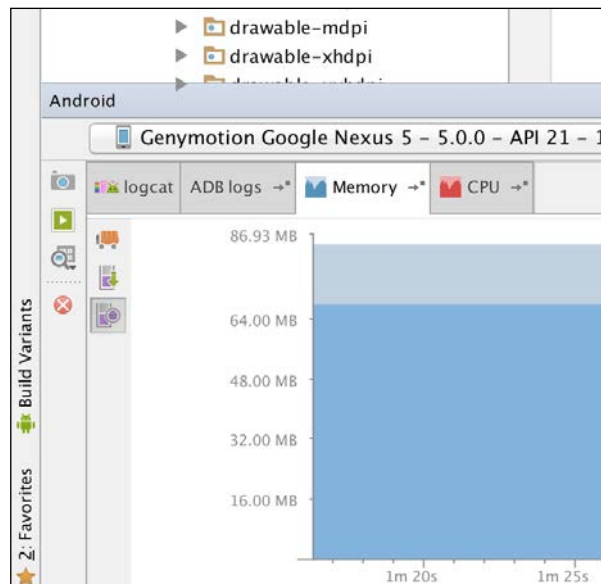 drawable-mdpi
drawable-xhdpi
Android
Genymotion Google Nexus 5 – 5.0.0 – API 21 – 1
logcat ADB logs Memory CPU
86.93 MB
64.00 MB
48.00 MB
32.00 MB
16.00 MB
1m 20s 1m 25s
Build Variants
2: Favorites